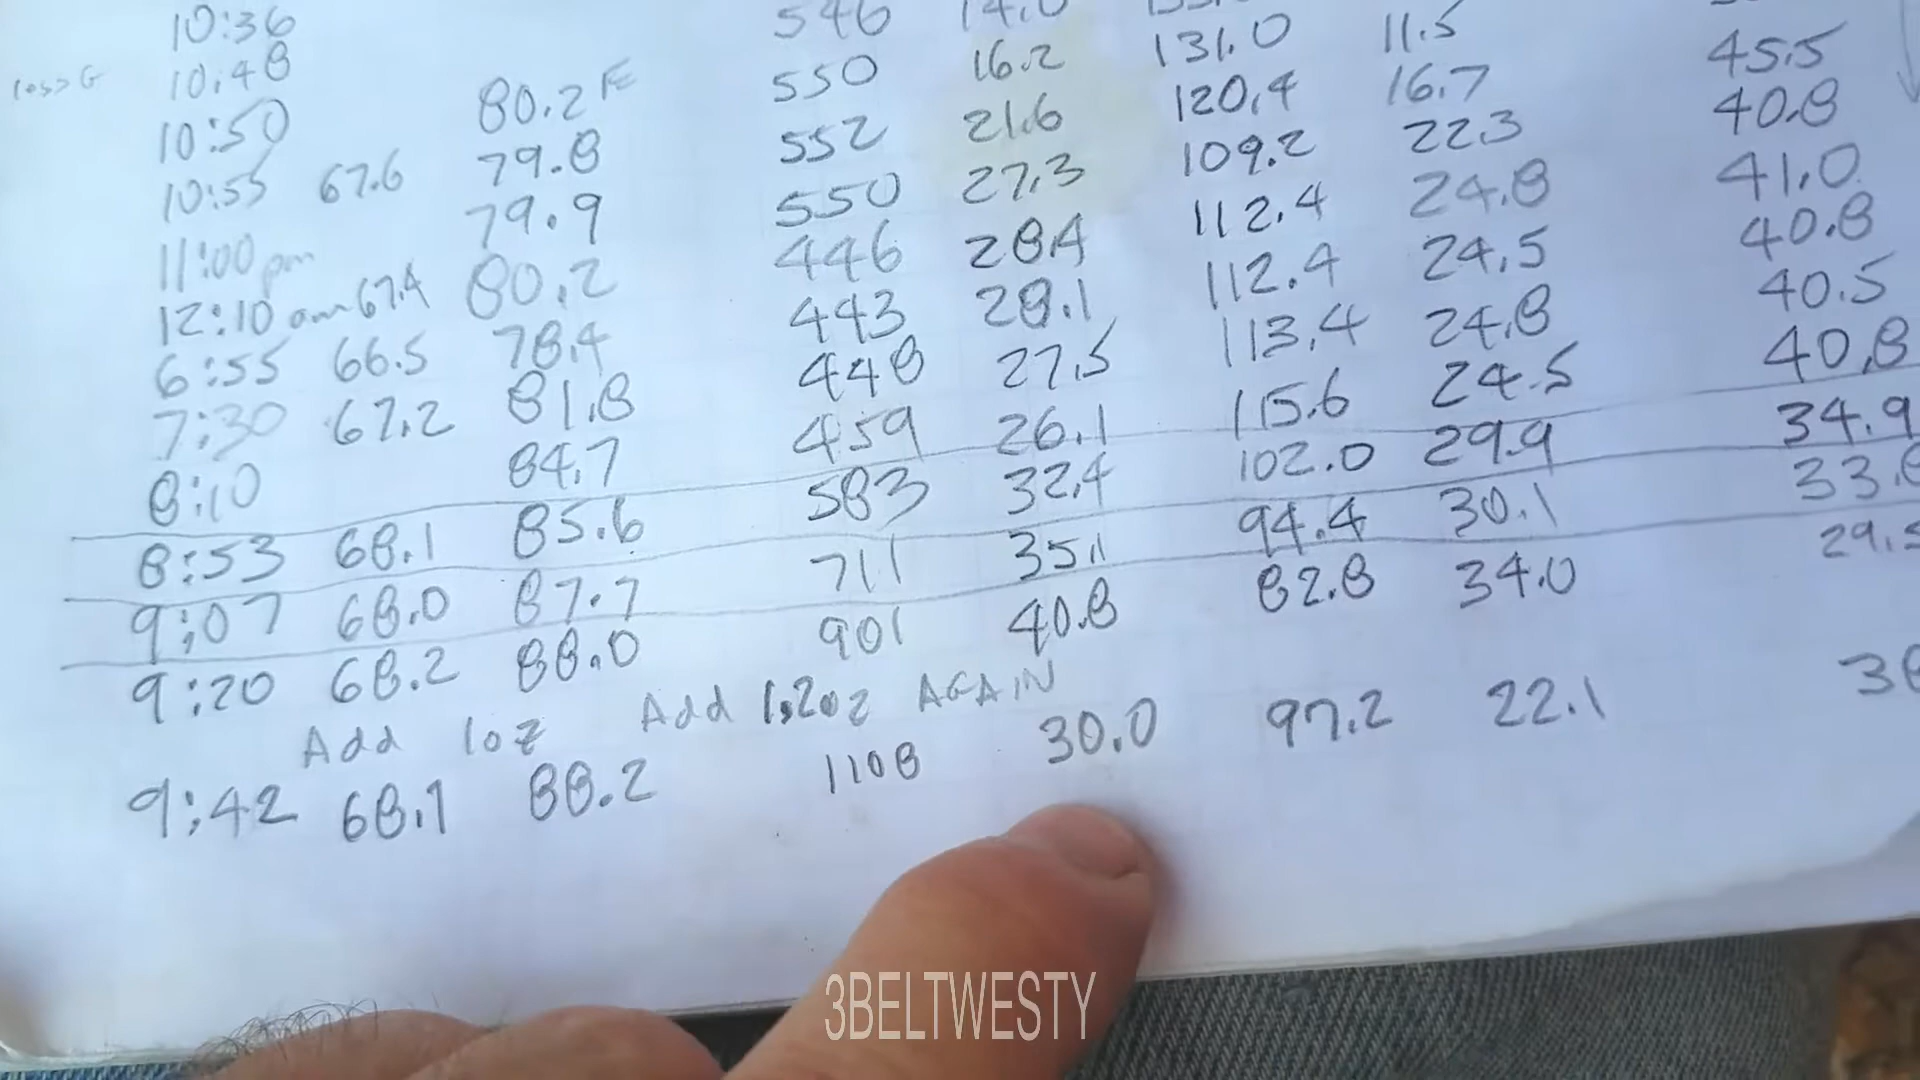 10:36
10:48 546 14.0
10:50 80.2 F 550 16.2 131.0 11.5
10:55 67.6 79.8 552 21.6 120.4 16.7 45.5
11:00 pm 79.9 550 27.3 109.2 22.3 40.8
12:10 am 67.4 80.2 446 28.4 112.4 24.8 41.0
6:55 66.5 78.4 443 28.1 112.4 24.5 40.8
7:30 67.2 81.8 448 27.5 113.4 24.8 40.5
8:10 84.7 459 26.1 115.6 24.5 40.8
8:53 68.1 85.6 583 32.4 102.0 29.9 34.9
9:07 68.0 87.7 711 35.1 94.4 30.1 33.8
9:20 68.2 88.0 901 40.8 82.8 34.0 29.5
Add 1oz Add 1.2oz AGAIN
9:42 68.1 88.2 1108 30.0 97.2 22.1 38
3BELTWESTY